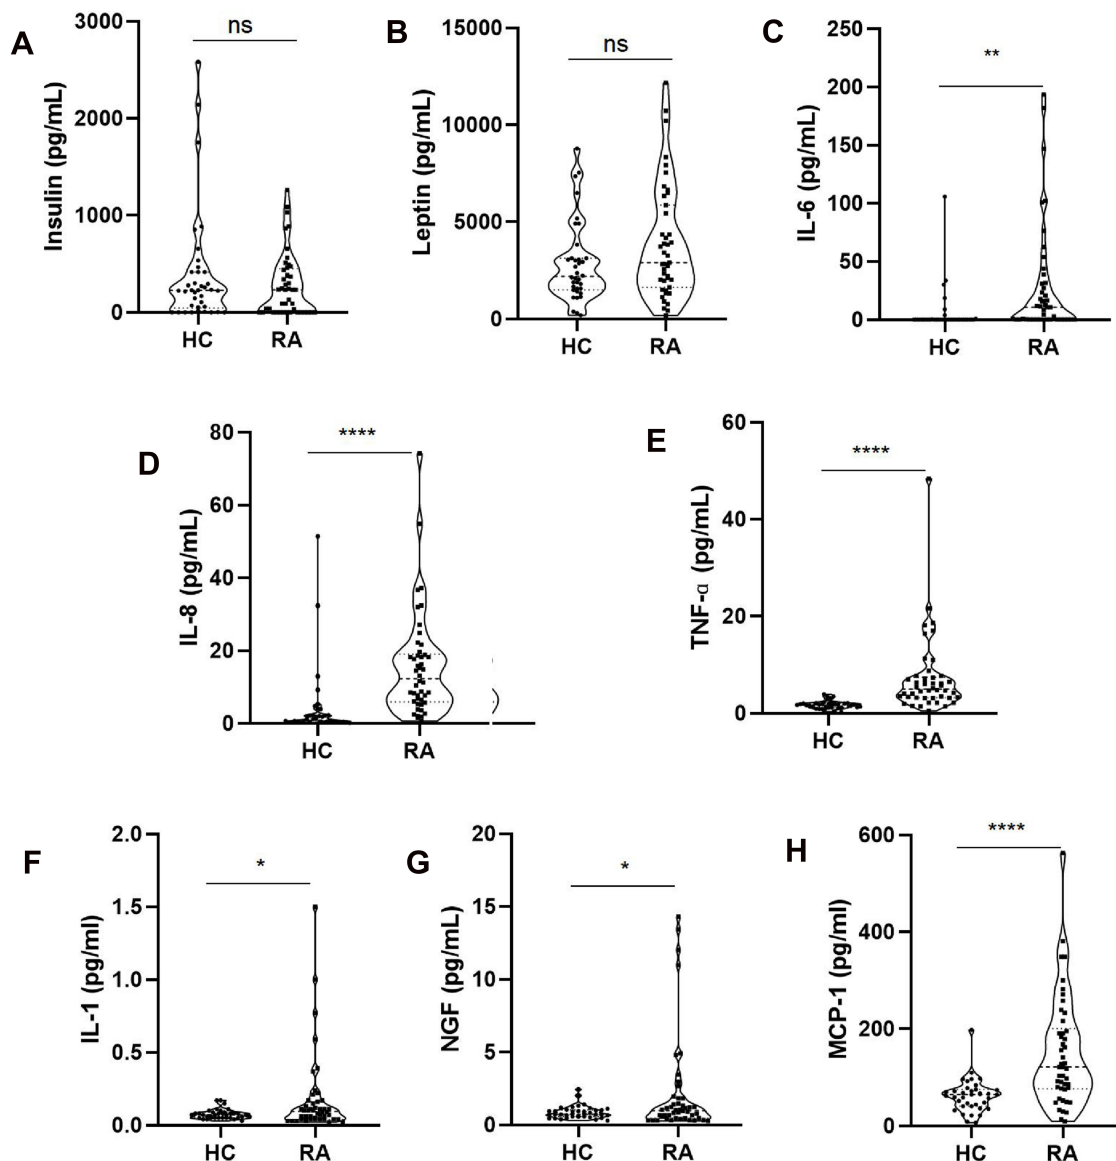 A
Insulin (pg/mL)
3000
2000
1000
0
ns
HC
RA
B
Leptin (pg/mL)
15000
10000
5000
0
ns
HC
RA
C
IL-6 (pg/mL)
250
200
150
100
50
0
**
HC
RA
D
IL-8 (pg/mL)
80
60
40
20
0
****
HC
RA
E
TNF-α (pg/mL)
60
40
20
0
****
HC
RA
F
IL-1 (pg/ml)
2.0
1.5
1.0
0.5
0.0
*
HC
RA
G
NGF (pg/mL)
20
15
10
5
0
*
HC
RA
H
MCP-1 (pg/ml)
600
400
200
0
****
HC
RA